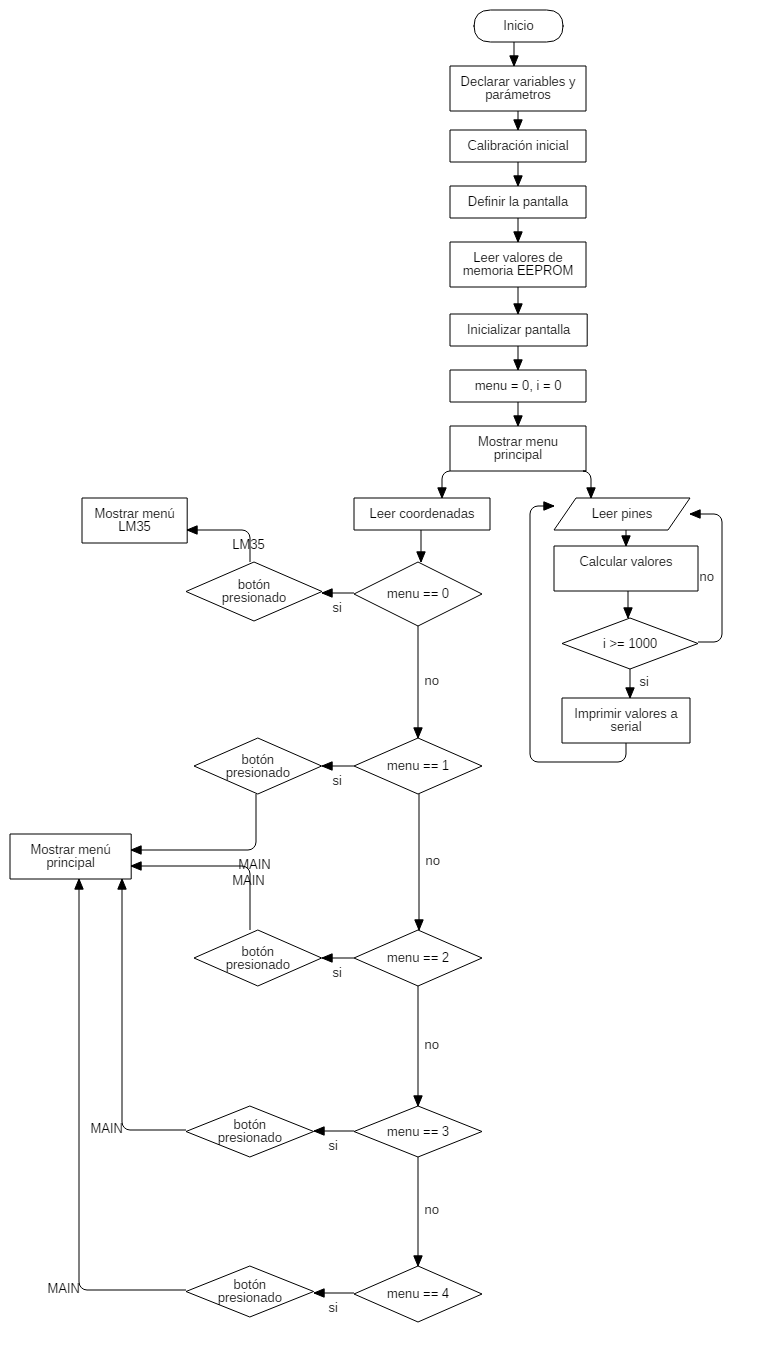 Inicio
Declarar variables y
parámetros
Calibración inicial
Definir la pantalla
Leer valores de
memoria EEPROM
Inicializar pantalla
menu = 0, i = 0
Mostrar menu
principal
Mostrar menú
LM35
Leer coordenadas
Leer pines
LM35
botón
presionado
si
menu == 0
Calcular valores
no
i >= 1000
si
no
Imprimir valores a
serial
botón
presionado
si
menu == 1
Mostrar menú
principal
MAIN
MAIN
no
botón
presionado
si
menu == 2
no
MAIN
botón
presionado
si
menu == 3
no
MAIN
botón
presionado
si
menu == 4